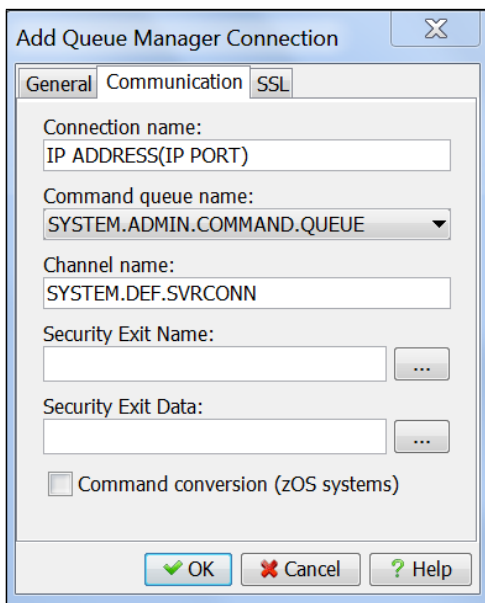 Add Queue Manager Connection
General Communication SSL
Connection name:
IP ADDRESS(IP PORT)
Command queue name:
SYSTEM.ADMIN.COMMAND.QUEUE
Channel name:
SYSTEM.DEF.SVRCONN
Security Exit Name:
...
Security Exit Data:
...
Command conversion (zOS systems)
OK Cancel ? Help